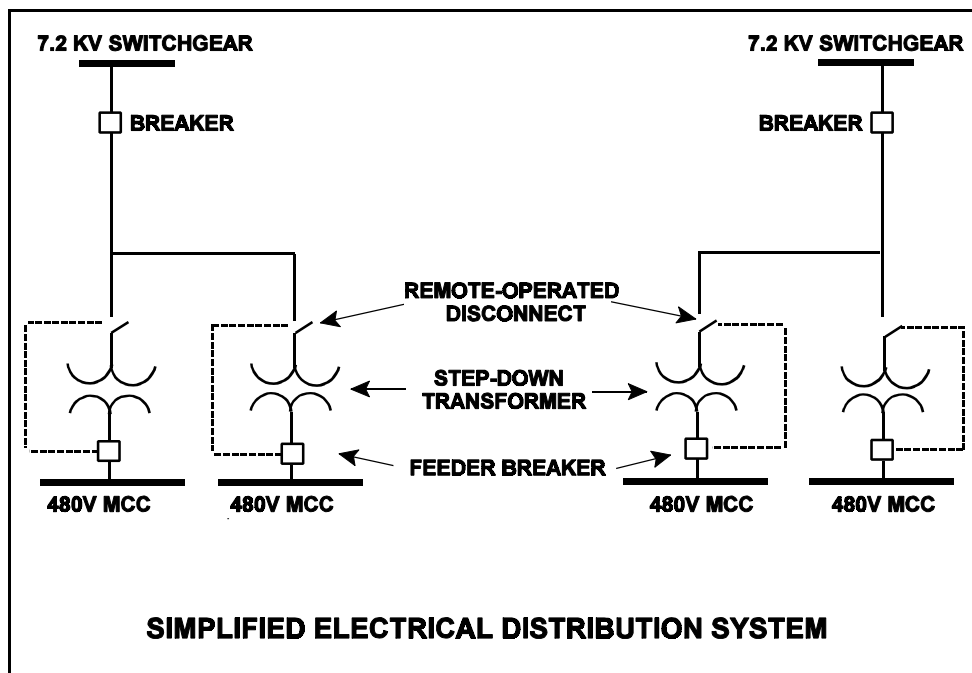 7.2 KV SWITCHGEAR
7.2 KV SWITCHGEAR
BREAKER
BREAKER
REMOTE-OPERATED
DISCONNECT
STEP-DOWN
TRANSFORMER
FEEDER BREAKER
480V MCC
480V MCC
480V MCC
480V MCC
SIMPLIFIED ELECTRICAL DISTRIBUTION SYSTEM